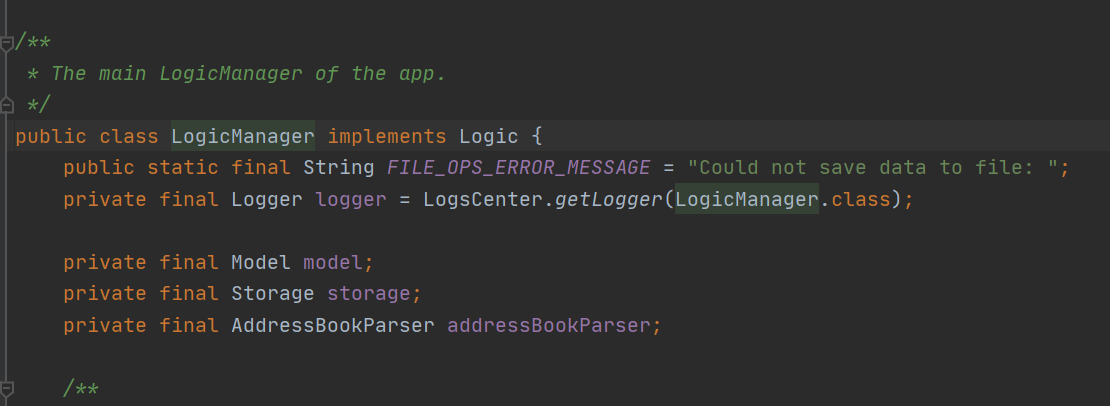 /**
 * The main LogicManager of the app.
 */
public class LogicManager implements Logic {
    public static final String FILE_OPS_ERROR_MESSAGE = "Could not save data to file: ";
    private final Logger logger = LogsCenter.getLogger(LogicManager.class);

    private final Model model;
    private final Storage storage;
    private final AddressBookParser addressBookParser;

    /**